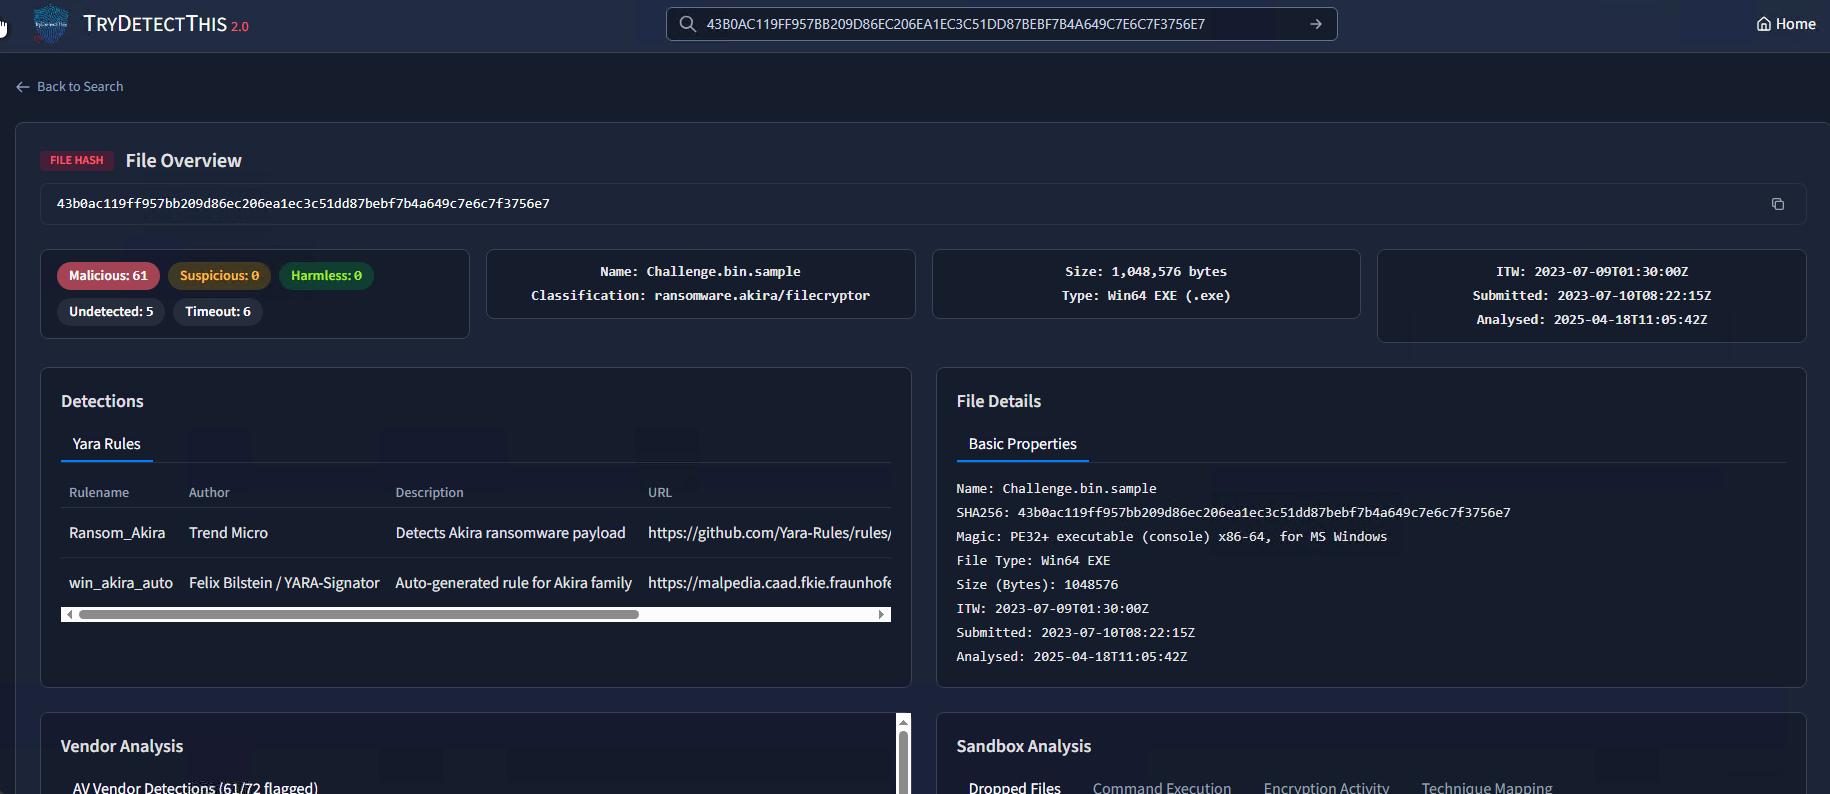 TRYDETECTTHIS 2.0
43B0AC119FF957BB209D86EC206EA1EC3C51DD87BEBF7B4A649C7E6C7F3756E7
Home
Back to Search
FILE HASH File Overview
43b0ac119ff957bb209d86ec206ea1ec3c51dd87bebf7b4a649c7e6c7f3756e7
Malicious: 61 Suspicious: 0 Harmless: 0
Undetected: 5 Timeout: 6
Name: Challenge.bin.sample
Classification: ransomware.akira/filecryptor
Size: 1,048,576 bytes
Type: Win64 EXE (.exe)
ITW: 2023-07-09T01:30:00Z
Submitted: 2023-07-10T08:22:15Z
Analysed: 2025-04-18T11:05:42Z
Detections
Yara Rules
Rulename Author Description URL
Ransom_Akira Trend Micro Detects Akira ransomware payload https://github.com/Yara-Rules/rules/
win_akira_auto Felix Bilstein / YARA-Signator Auto-generated rule for Akira family https://malpedia.caad.fkie.fraunhofe
File Details
Basic Properties
Name: Challenge.bin.sample
SHA256: 43b0ac119ff957bb209d86ec206ea1ec3c51dd87bebf7b4a649c7e6c7f3756e7
Magic: PE32+ executable (console) x86-64, for MS Windows
File Type: Win64 EXE
Size (Bytes): 1048576
ITW: 2023-07-09T01:30:00Z
Submitted: 2023-07-10T08:22:15Z
Analysed: 2025-04-18T11:05:42Z
Vendor Analysis
AV Vendor Detections (61/72 flagged)
Sandbox Analysis
Dropped Files Command Execution Encryption Activity Technique Mapping